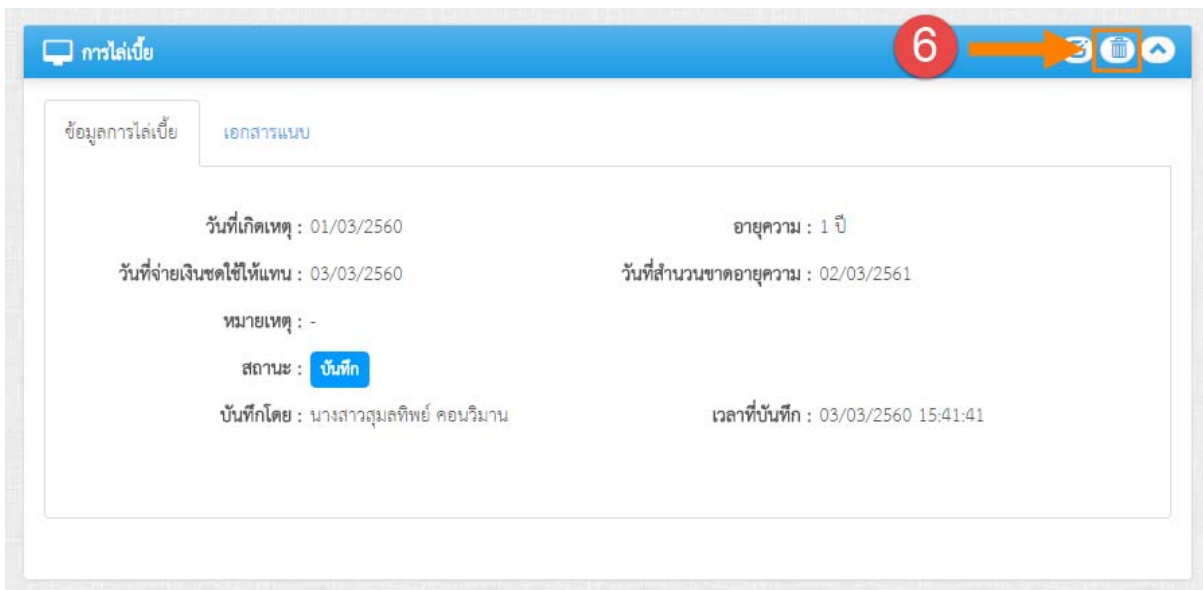 การไล่เบี้ย
6
ข้อมูลการไล่เบี้ย เอกสารแนบ
วันที่เกิดเหตุ : 01/03/2560 อายุความ : 1 ปี
วันที่จ่ายเงินชดใช้ให้แทน : 03/03/2560 วันที่สำนวนขาดอายุความ : 02/03/2561
หมายเหตุ : -
สถานะ : บันทึก
บันทึกโดย : นางสาวสุมลทิพย์ คอนวิมาน เวลาที่บันทึก : 03/03/2560 15:41:41